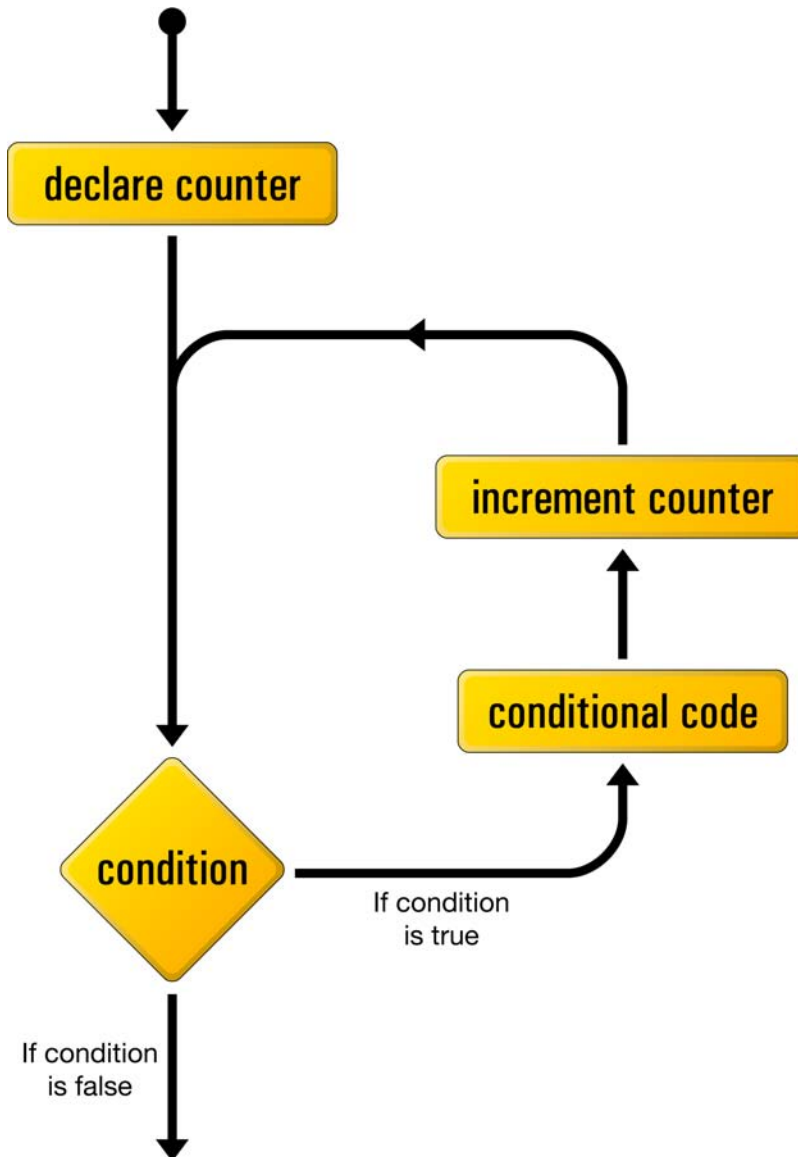 declare counter
increment counter
conditional code
condition
If condition
is true
If condition
is false